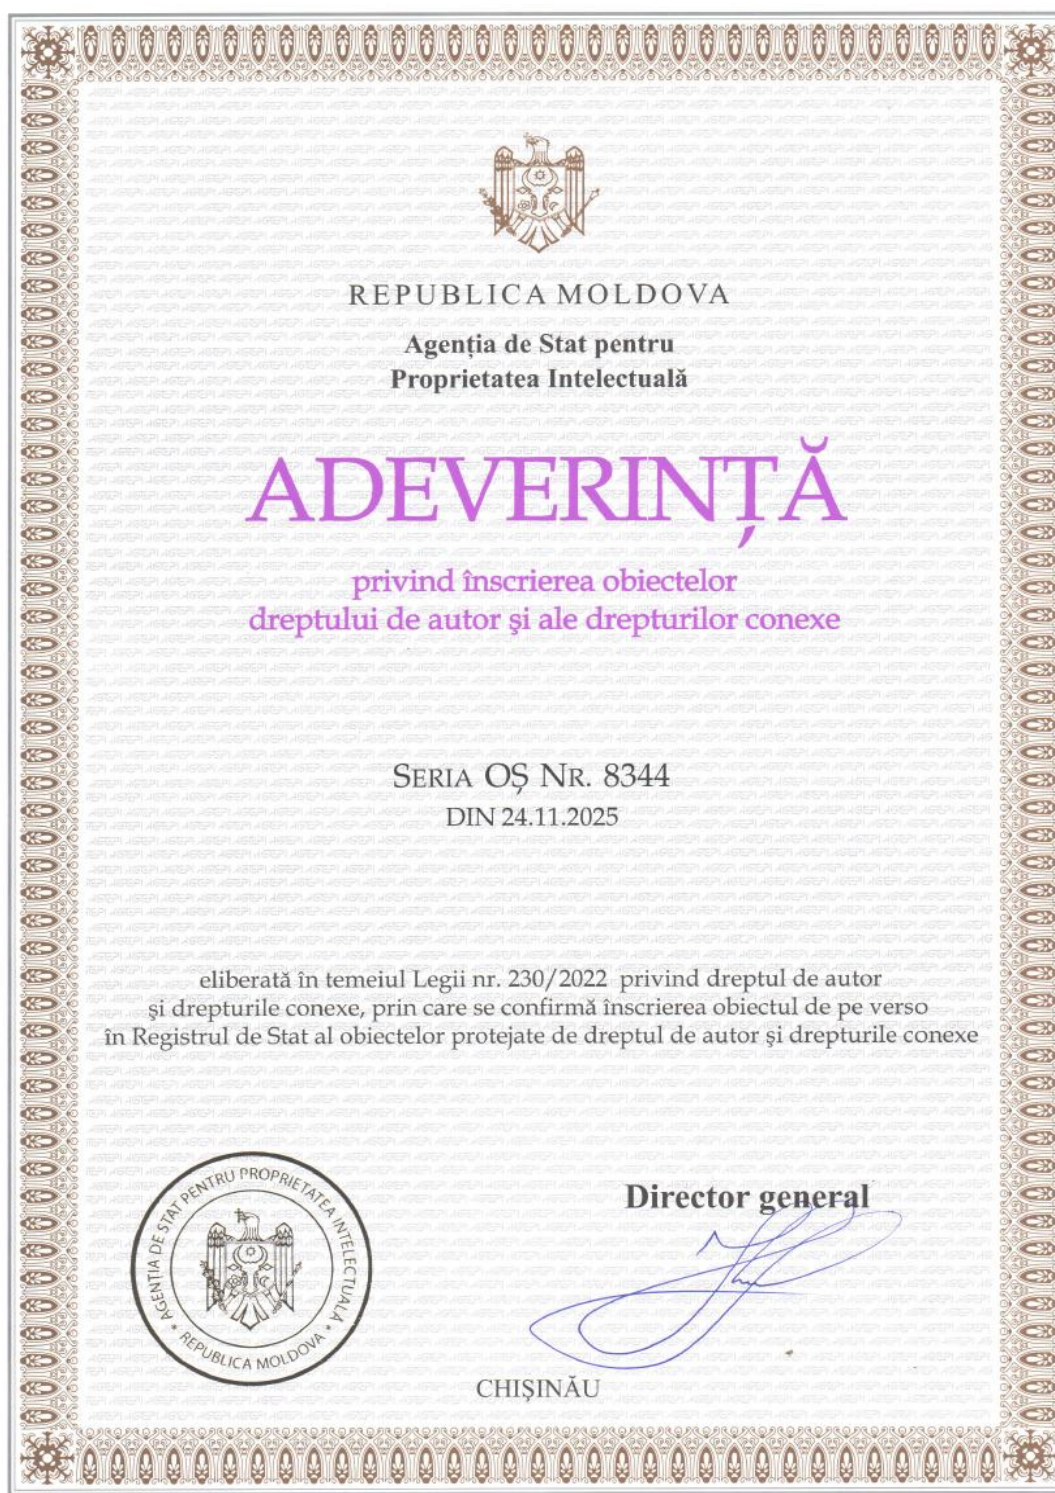 REPUBLICA MOLDOVA
Agenția de Stat pentru
Proprietatea Intelectuală
ADEVERINȚĂ
privind înscrierea obiectelor
dreptului de autor şi ale drepturilor conexe
SERIA OȘ NR. 8344
DIN 24.11.2025
eliberată în temeiul Legii nr. 230/2022 privind dreptul de autor
şi drepturile conexe, prin care se confirmă înscrierea obiectul de pe verso
în Registrul de Stat al obiectelor protejate de dreptul de autor şi drepturile conexe
AGENȚIA DE STAT PENTRU PROPRIETATEA INTELECTUALĂ
* REPUBLICA MOLDOVA *
Director general
CHIŞINĂU